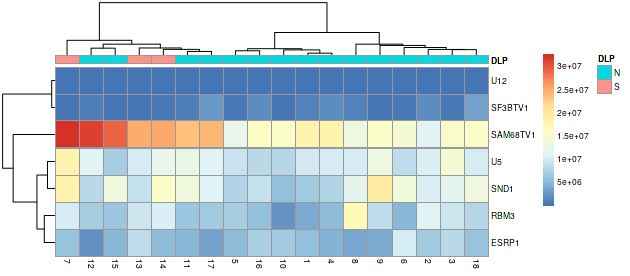 DLP
U12
SF3BTV1
SAM68TV1
U5
SND1
RBM3
ESRP1
7 12 15 13 14 11 17 5 16 10 1 4 8 9 6 2 3 18
3e+07
2.5e+07
2e+07
1.5e+07
1e+07
5e+06
DLP
N
S